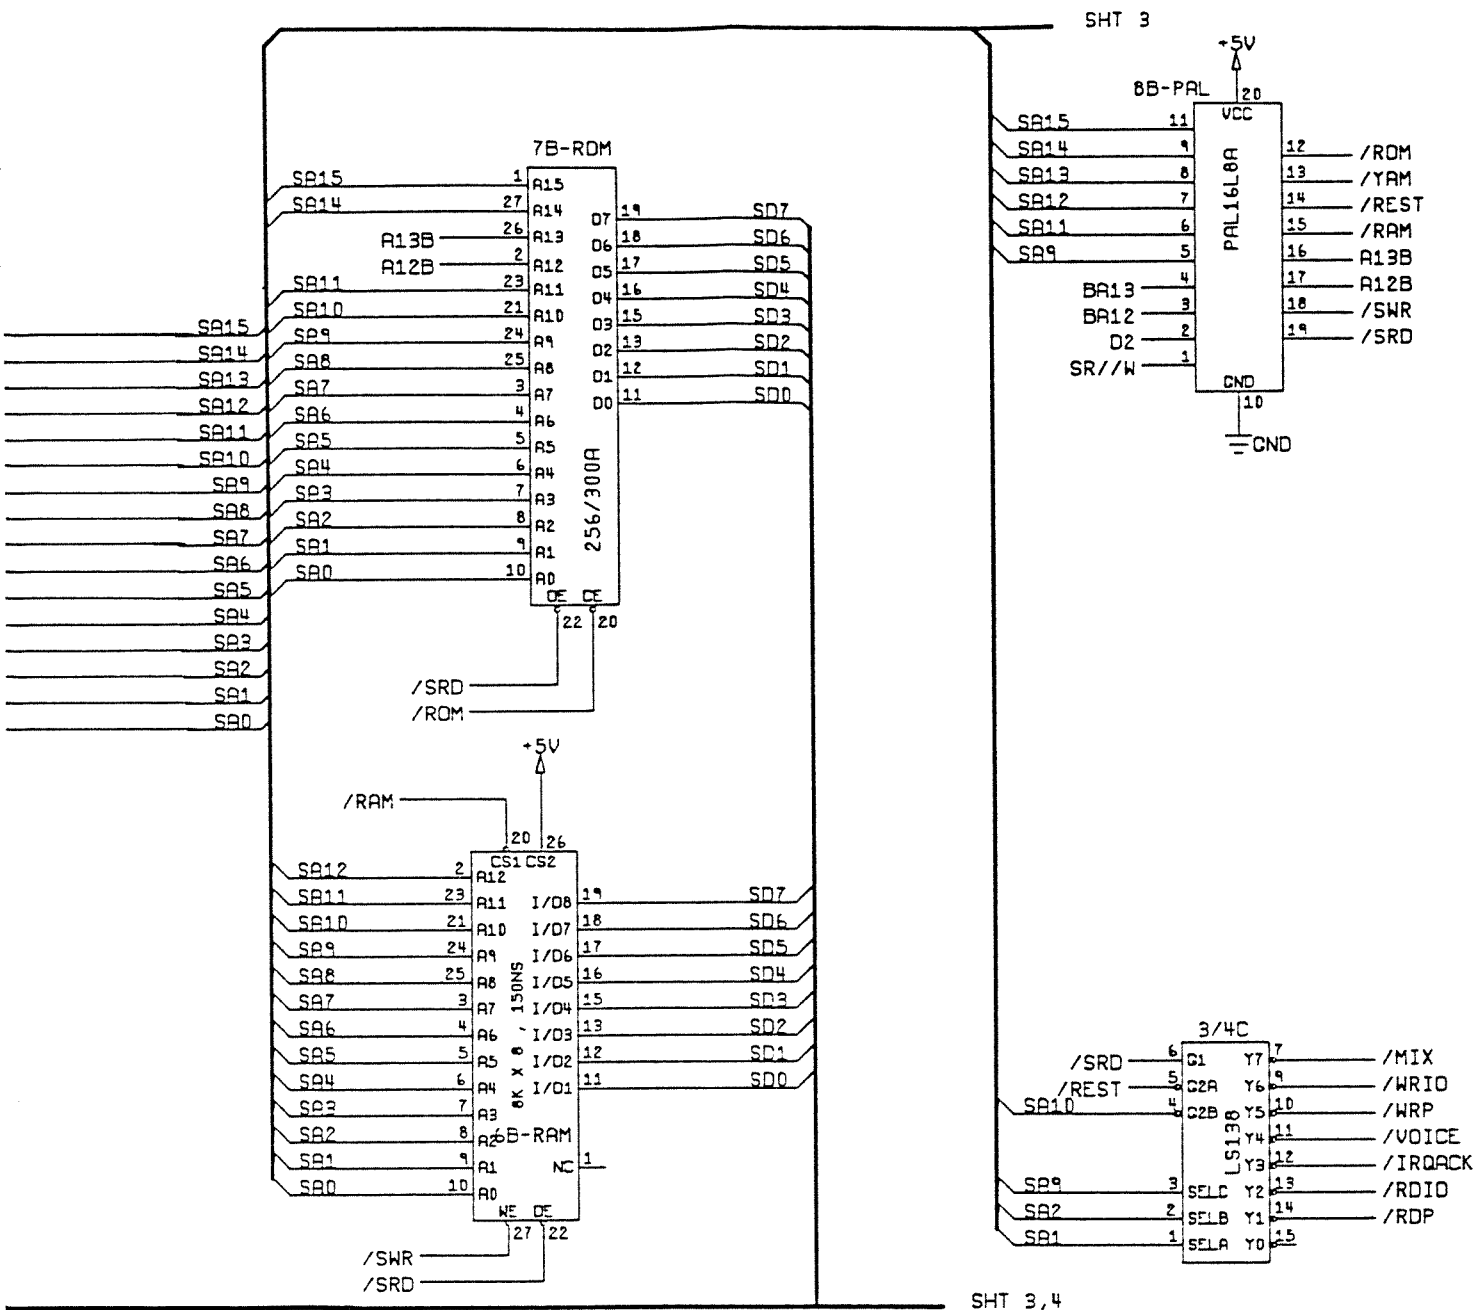 SHT 3
+5V
8B-PAL
20
VCC
PAL16L8A
SA15 11
SA14 9
SA13 8
SA12 7
SA11 6
SA9 5
BA13 4
BA12 3
D2 2
SR//W 1
12 /ROM
13 /YAM
14 /REST
15 /RAM
16 A13B
17 A12B
18 /SWR
19 /SRD
GND
10
GND
7B-ROM
SA15 1 A15
SA14 27 A14
A13B 26 A13
A12B 2 A12
SA11 23 A11
SA10 21 A10
SA9 24 A9
SA8 25 A8
SA7 3 A7
SA6 4 A6
SA5 5 A5
SA4 6 A4
SA3 7 A3
SA2 8 A2
SA1 9 A1
SA0 10 A0
D7 19 SD7
D6 18 SD6
D5 17 SD5
D4 16 SD4
D3 15 SD3
D2 13 SD2
D1 12 SD1
D0 11 SD0
256/300A
OE CE
22 20
/SRD
/ROM
SA15
SA14
SA13
SA12
SA11
SA10
SA9
SA8
SA7
SA6
SA5
SA4
SA3
SA2
SA1
SA0
+5V
/RAM
20 26
CS1 CS2
SA12 2 A12
SA11 23 A11
SA10 21 A10
SA9 24 A9
SA8 25 A8
SA7 3 A7
SA6 4 A6
SA5 5 A5
SA4 6 A4
SA3 7 A3
SA2 8 A2
SA1 9 A1
SA0 10 A0
I/O8 19 SD7
I/O7 18 SD6
I/O6 17 SD5
I/O5 16 SD4
I/O4 15 SD3
I/O3 13 SD2
I/O2 12 SD1
I/O1 11 SD0
8K X 8, 150NS
6B-RAM
NC 1
WE OE
27 22
/SWR
/SRD
3/4C
LS138
/SRD 6 G1
/REST 5 G2A
SA10 4 G2B
SA9 3 SELC
SA2 2 SELB
SA1 1 SELA
Y7 7 /MIX
Y6 9 /WRIO
Y5 10 /WRP
Y4 11 /VOICE
Y3 12 /IRQACK
Y2 13 /RDIO
Y1 14 /RDP
Y0 15
SHT 3,4